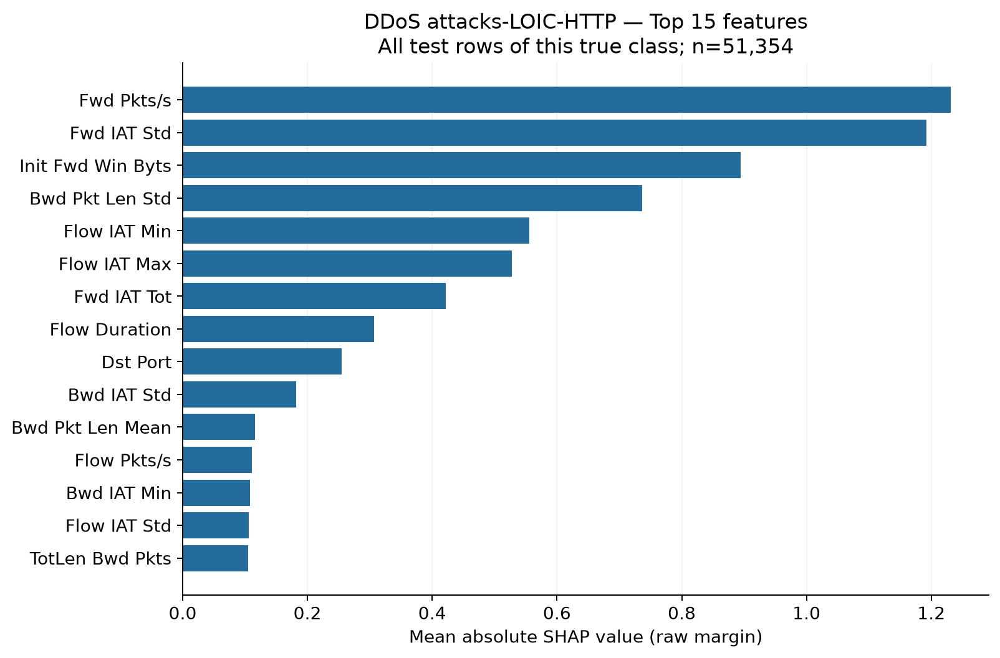 DDoS attacks-LOIC-HTTP — Top 15 features
All test rows of this true class; n=51,354
Fwd Pkts/s
Fwd IAT Std
Init Fwd Win Byts
Bwd Pkt Len Std
Flow IAT Min
Flow IAT Max
Fwd IAT Tot
Flow Duration
Dst Port
Bwd IAT Std
Bwd Pkt Len Mean
Flow Pkts/s
Bwd IAT Min
Flow IAT Std
TotLen Bwd Pkts
0.0 0.2 0.4 0.6 0.8 1.0 1.2
Mean absolute SHAP value (raw margin)